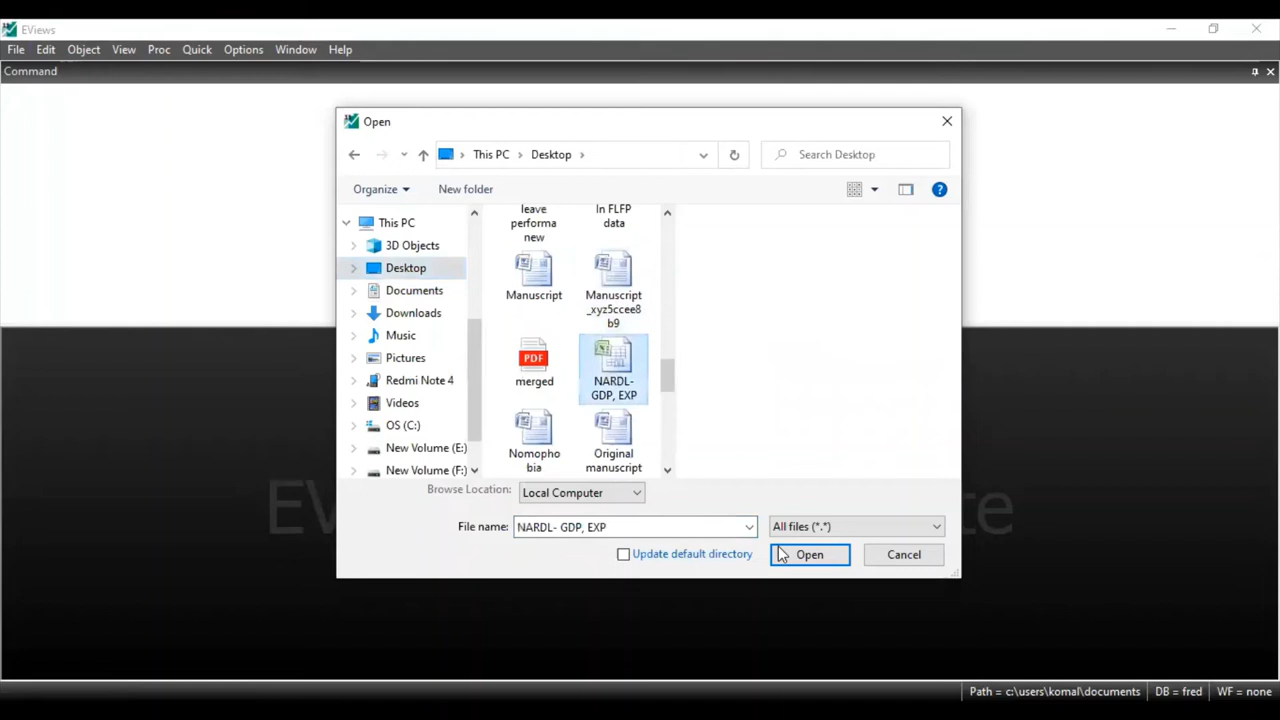 EViews
File Edit Object View Proc Quick Options Window Help
Command
Open
This PC > Desktop >
Search Desktop
Organize
New folder
This PC
3D Objects
Desktop
Documents
Downloads
Music
Pictures
Redmi Note 4
Videos
OS (C:)
New Volume (E:)
New Volume (F:)
leave
performa
new
In FLFP
data
Manuscript
Manuscript
_xyz5ccee8
b9
PDF
merged
NARDL-
GDP, EXP
Nomopho
bia
Original
manuscript
Browse Location:
Local Computer
File name:
NARDL- GDP, EXP
All files (*.*)
Update default directory
Open
Cancel
Path = c:\users\komal\documents
DB = fred
WF = none